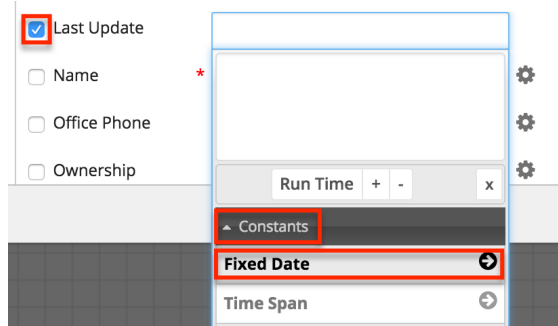 Last Update
Name *
Office Phone
Ownership
Run Time + - x
Constants
Fixed Date
Time Span